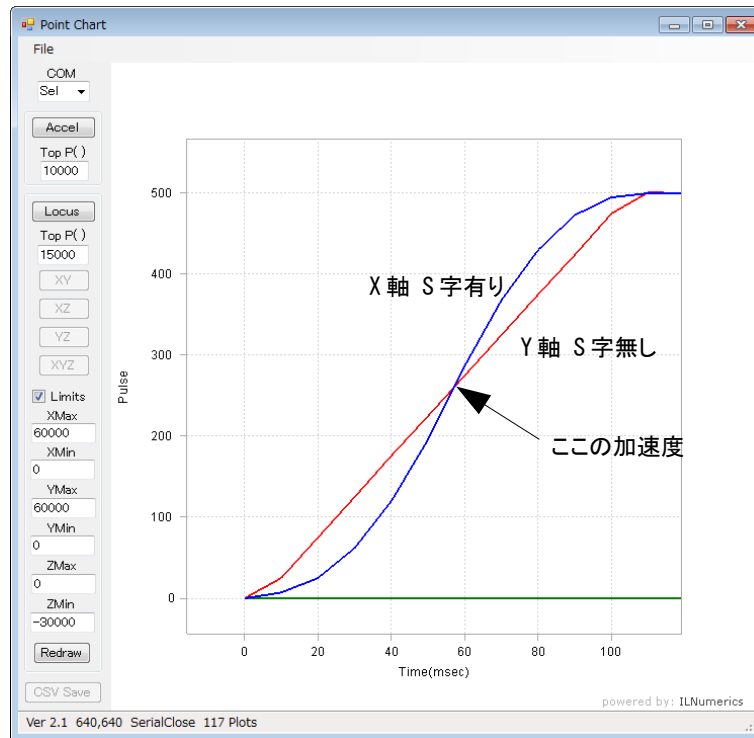 Point Chart
File
COM
Sel
Accel
Top P( )
10000
Locus
Top P( )
15000
XY
XZ
YZ
XYZ
Limits
XMax
60000
XMin
0
YMax
60000
YMin
0
ZMax
0
ZMin
-30000
Redraw
CSV Save
500
400
300
200
100
0
Pulse
X軸 S字有り
Y軸 S字無し
ここの加速度
0 20 40 60 80 100
Time(msec)
powered by: ILNumerics
Ver 2.1 640,640 SerialClose 117 Plots